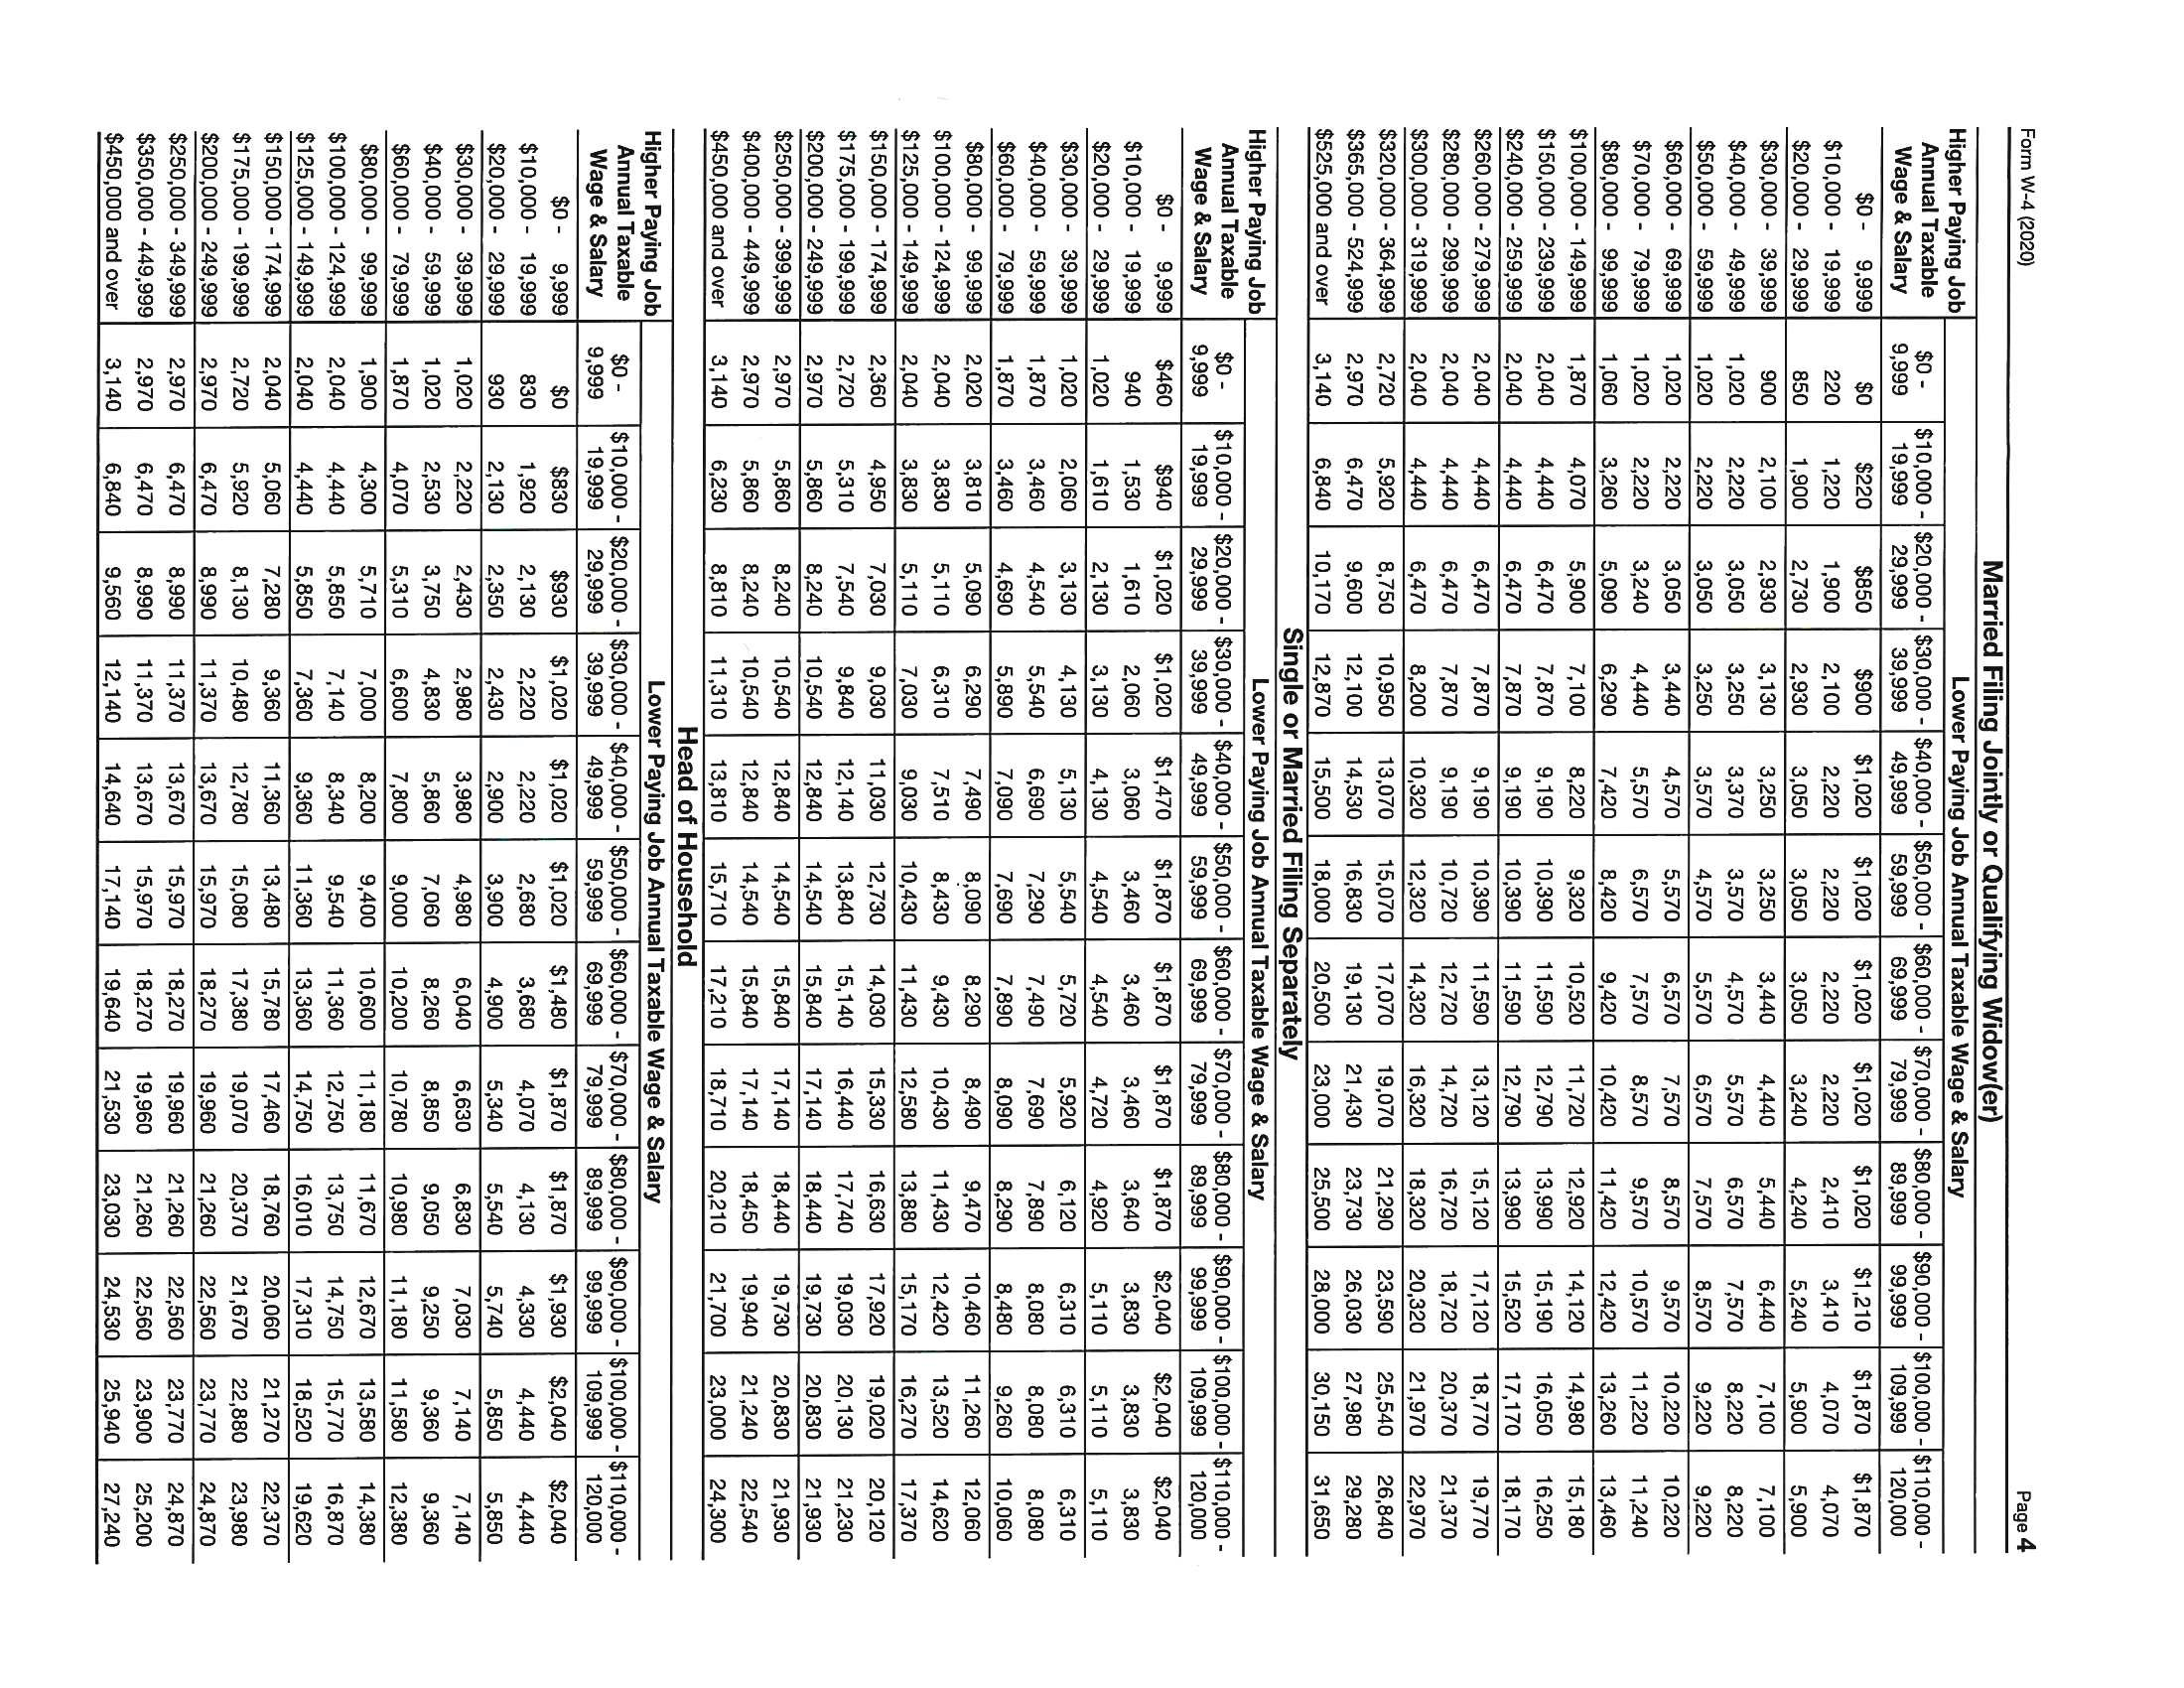 Form W-4 (2020) Page 4
Married Filing Jointly or Qualifying Widow(er)
Higher Paying Job Annual Taxable Wage & Salary
Lower Paying Job Annual Taxable Wage & Salary
$0 - 9,999 $10,000 - 19,999 $20,000 - 29,999 $30,000 - 39,999 $40,000 - 49,999 $50,000 - 59,999 $60,000 - 69,999 $70,000 - 79,999 $80,000 - 89,999 $90,000 - 99,999 $100,000 - 109,999 $110,000 - 120,000
$0 - 9,999 $0 $220 $850 $900 $1,020 $1,020 $1,020 $1,020 $1,020 $1,210 $1,870 $1,870
$10,000 - 19,999 220 1,220 1,900 2,100 2,220 2,220 2,220 2,220 2,410 3,410 4,070 4,070
$20,000 - 29,999 850 1,900 2,730 2,930 3,050 3,050 3,050 3,240 4,240 5,240 5,900 5,900
$30,000 - 39,999 900 2,100 2,930 3,130 3,250 3,250 3,440 4,440 5,440 6,440 7,100 7,100
$40,000 - 49,999 1,020 2,220 3,050 3,250 3,370 3,570 4,570 5,570 6,570 7,570 8,220 8,220
$50,000 - 59,999 1,020 2,220 3,050 3,250 3,570 4,570 5,570 6,570 7,570 8,570 9,220 9,220
$60,000 - 69,999 1,020 2,220 3,050 3,440 4,570 5,570 6,570 7,570 8,570 9,570 10,220 10,220
$70,000 - 79,999 1,020 2,220 3,240 4,440 5,570 6,570 7,570 8,570 9,570 10,570 11,220 11,240
$80,000 - 99,999 1,060 3,260 5,090 6,290 7,420 8,420 9,420 10,420 11,420 12,420 13,260 13,460
$100,000 - 149,999 1,870 4,070 5,900 7,100 8,220 9,320 10,520 11,720 12,920 14,120 14,980 15,180
$150,000 - 239,999 2,040 4,440 6,470 7,870 9,190 10,390 11,590 12,790 13,990 15,190 16,050 16,250
$240,000 - 259,999 2,040 4,440 6,470 7,870 9,190 10,390 11,590 12,790 13,990 15,520 17,170 18,170
$260,000 - 279,999 2,040 4,440 6,470 7,870 9,190 10,390 11,590 13,120 15,120 17,120 18,770 19,770
$280,000 - 299,999 2,040 4,440 6,470 7,870 9,190 10,720 12,720 14,720 16,720 18,720 20,370 21,370
$300,000 - 319,999 2,040 4,440 6,470 8,200 10,320 12,320 14,320 16,320 18,320 20,320 21,970 22,970
$320,000 - 364,999 2,720 5,920 8,750 10,950 13,070 15,070 17,070 19,070 21,290 23,590 25,540 26,840
$365,000 - 524,999 2,970 6,470 9,600 12,100 14,530 16,830 19,130 21,430 23,730 26,030 27,980 29,280
$525,000 and over 3,140 6,840 10,170 12,870 15,500 18,000 20,500 23,000 25,500 28,000 30,150 31,650
Single or Married Filing Separately
Higher Paying Job Annual Taxable Wage & Salary
Lower Paying Job Annual Taxable Wage & Salary
$0 - 9,999 $10,000 - 19,999 $20,000 - 29,999 $30,000 - 39,999 $40,000 - 49,999 $50,000 - 59,999 $60,000 - 69,999 $70,000 - 79,999 $80,000 - 89,999 $90,000 - 99,999 $100,000 - 109,999 $110,000 - 120,000
$0 - 9,999 $460 $940 $1,020 $1,020 $1,470 $1,870 $1,870 $1,870 $1,870 $2,040 $2,040 $2,040
$10,000 - 19,999 940 1,530 1,610 2,060 3,060 3,460 3,460 3,460 3,640 3,830 3,830 3,830
$20,000 - 29,999 1,020 1,610 2,130 3,130 4,130 4,540 4,540 4,720 4,920 5,110 5,110 5,110
$30,000 - 39,999 1,020 2,060 3,130 4,130 5,130 5,540 5,720 5,920 6,120 6,310 6,310 6,310
$40,000 - 59,999 1,870 3,460 4,540 5,540 6,690 7,290 7,490 7,690 7,890 8,080 8,080 8,080
$60,000 - 79,999 1,870 3,460 4,690 5,890 7,090 7,690 7,890 8,090 8,290 8,480 9,260 10,060
$80,000 - 99,999 2,020 3,810 5,090 6,290 7,490 8,090 8,290 8,490 9,470 10,460 11,260 12,060
$100,000 - 124,999 2,040 3,830 5,110 6,310 7,510 8,430 9,430 10,430 11,430 12,420 13,520 14,620
$125,000 - 149,999 2,040 3,830 5,110 7,030 9,030 10,430 11,430 12,580 13,880 15,170 16,270 17,370
$150,000 - 174,999 2,360 4,950 7,030 9,030 11,030 12,730 14,030 15,330 16,630 17,920 19,020 20,120
$175,000 - 199,999 2,720 5,310 7,540 9,840 12,140 13,840 15,140 16,440 17,740 19,030 20,130 21,230
$200,000 - 249,999 2,970 5,860 8,240 10,540 12,840 14,540 15,840 17,140 18,440 19,730 20,830 21,930
$250,000 - 399,999 2,970 5,860 8,240 10,540 12,840 14,540 15,840 17,140 18,440 19,730 20,830 21,930
$400,000 - 449,999 2,970 5,860 8,240 10,540 12,840 14,540 15,840 17,140 18,450 19,940 21,240 22,540
$450,000 and over 3,140 6,230 8,810 11,310 13,810 15,710 17,210 18,710 20,210 21,700 23,000 24,300
Head of Household
Higher Paying Job Annual Taxable Wage & Salary
Lower Paying Job Annual Taxable Wage & Salary
$0 - 9,999 $10,000 - 19,999 $20,000 - 29,999 $30,000 - 39,999 $40,000 - 49,999 $50,000 - 59,999 $60,000 - 69,999 $70,000 - 79,999 $80,000 - 89,999 $90,000 - 99,999 $100,000 - 109,999 $110,000 - 120,000
$0 - 9,999 $0 $830 $930 $1,020 $1,020 $1,020 $1,480 $1,870 $1,870 $1,930 $2,040 $2,040
$10,000 - 19,999 830 1,920 2,130 2,220 2,220 2,680 3,680 4,070 4,130 4,330 4,440 4,440
$20,000 - 29,999 930 2,130 2,350 2,430 2,900 3,900 4,900 5,340 5,540 5,740 5,850 5,850
$30,000 - 39,999 1,020 2,220 2,430 2,980 3,980 4,980 6,040 6,630 6,830 7,030 7,140 7,140
$40,000 - 59,999 1,020 2,530 3,750 4,830 5,860 7,060 8,260 8,850 9,050 9,250 9,360 9,360
$60,000 - 79,999 1,870 4,070 5,310 6,600 7,800 9,000 10,200 10,780 10,980 11,180 11,580 12,380
$80,000 - 99,999 1,900 4,300 5,710 7,000 8,200 9,400 10,600 11,180 11,670 12,670 13,580 14,380
$100,000 - 124,999 2,040 4,440 5,850 7,140 8,340 9,540 11,360 12,750 13,750 14,750 15,770 16,870
$125,000 - 149,999 2,040 4,440 5,850 7,360 9,360 11,360 13,360 14,750 16,010 17,310 18,520 19,620
$150,000 - 174,999 2,040 5,060 7,280 9,360 11,360 13,480 15,780 17,460 18,760 20,060 21,270 22,370
$175,000 - 199,999 2,720 5,920 8,130 10,480 12,780 15,080 17,380 19,070 20,370 21,670 22,880 23,980
$200,000 - 249,999 2,970 6,470 8,990 11,370 13,670 15,970 18,270 19,960 21,260 22,560 23,770 24,870
$250,000 - 349,999 2,970 6,470 8,990 11,370 13,670 15,970 18,270 19,960 21,260 22,560 23,770 24,870
$350,000 - 449,999 2,970 6,470 8,990 11,370 13,670 15,970 18,270 19,960 21,260 22,560 23,900 25,200
$450,000 and over 3,140 6,840 9,560 12,140 14,640 17,140 19,640 21,530 23,030 24,530 25,940 27,240